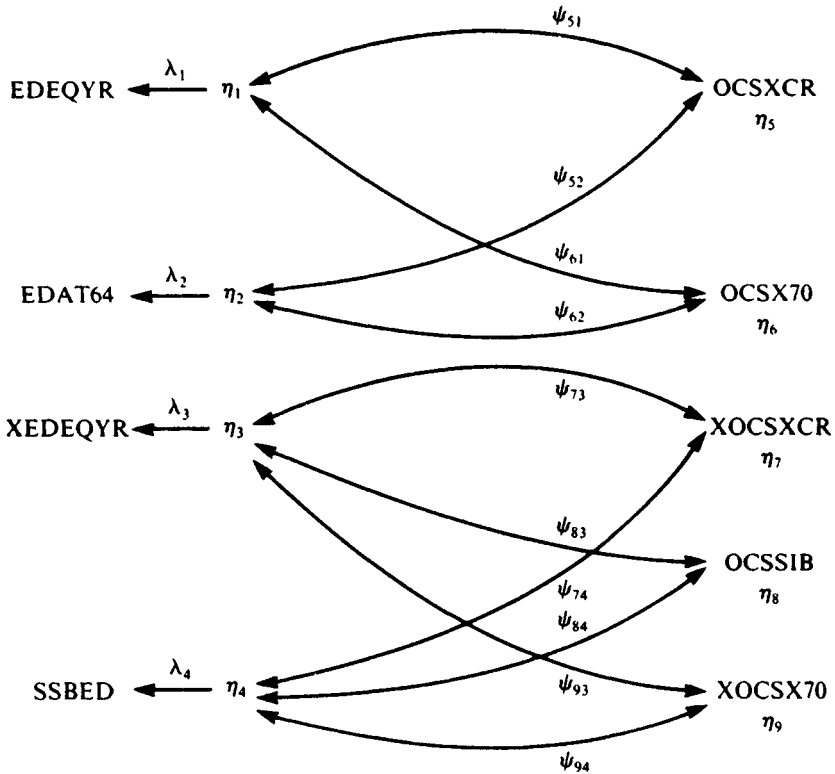 ψ₅₁
EDEQYR λ₁ η₁ OCSXCR
η₅
ψ₅₂
ψ₆₁
EDAT64 λ₂ η₂ OCSX70
ψ₆₂ η₆
ψ₇₃
XEDEQYR λ₃ η₃ XOCSXCR
η₇
ψ₈₃
OCSSIB
ψ₇₄ η₈
ψ₈₄
SSBED λ₄ η₄ ψ₉₃ XOCSX70
η₉
ψ₉₄